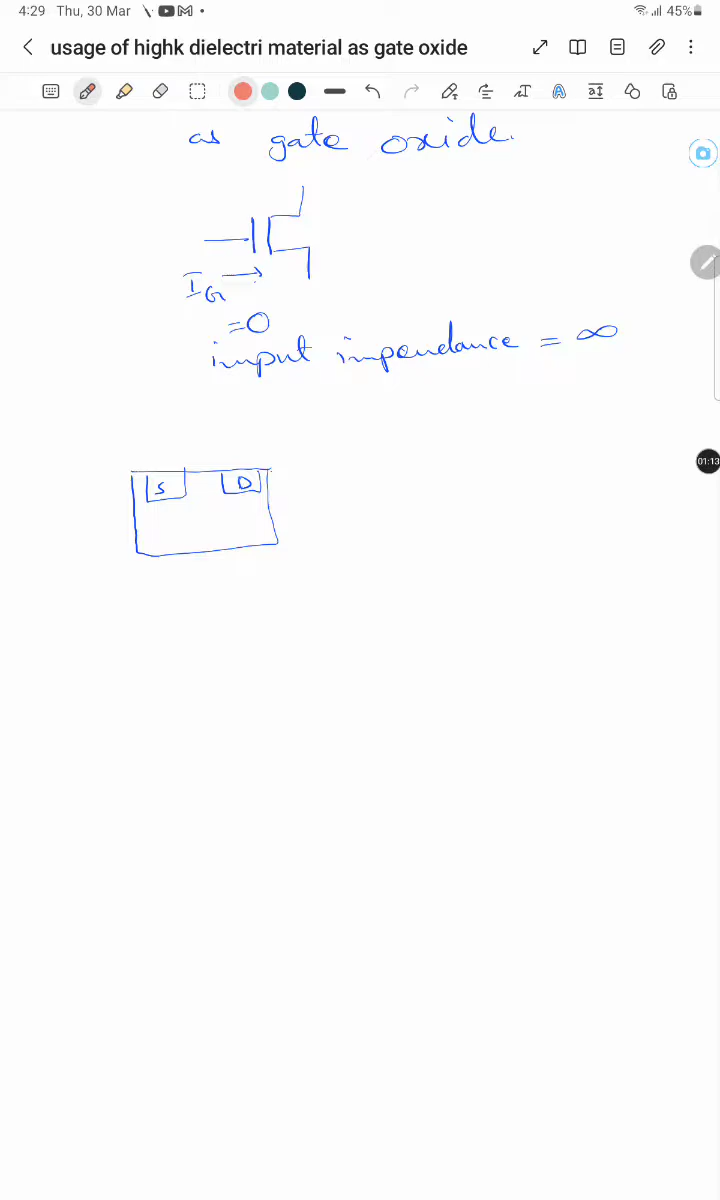 4:29 Thu, 30 Mar
45%
usage of highk dielectri material as gate oxide
as gate oxide.
IG
=0
input impendance = ∞
01:13
S D